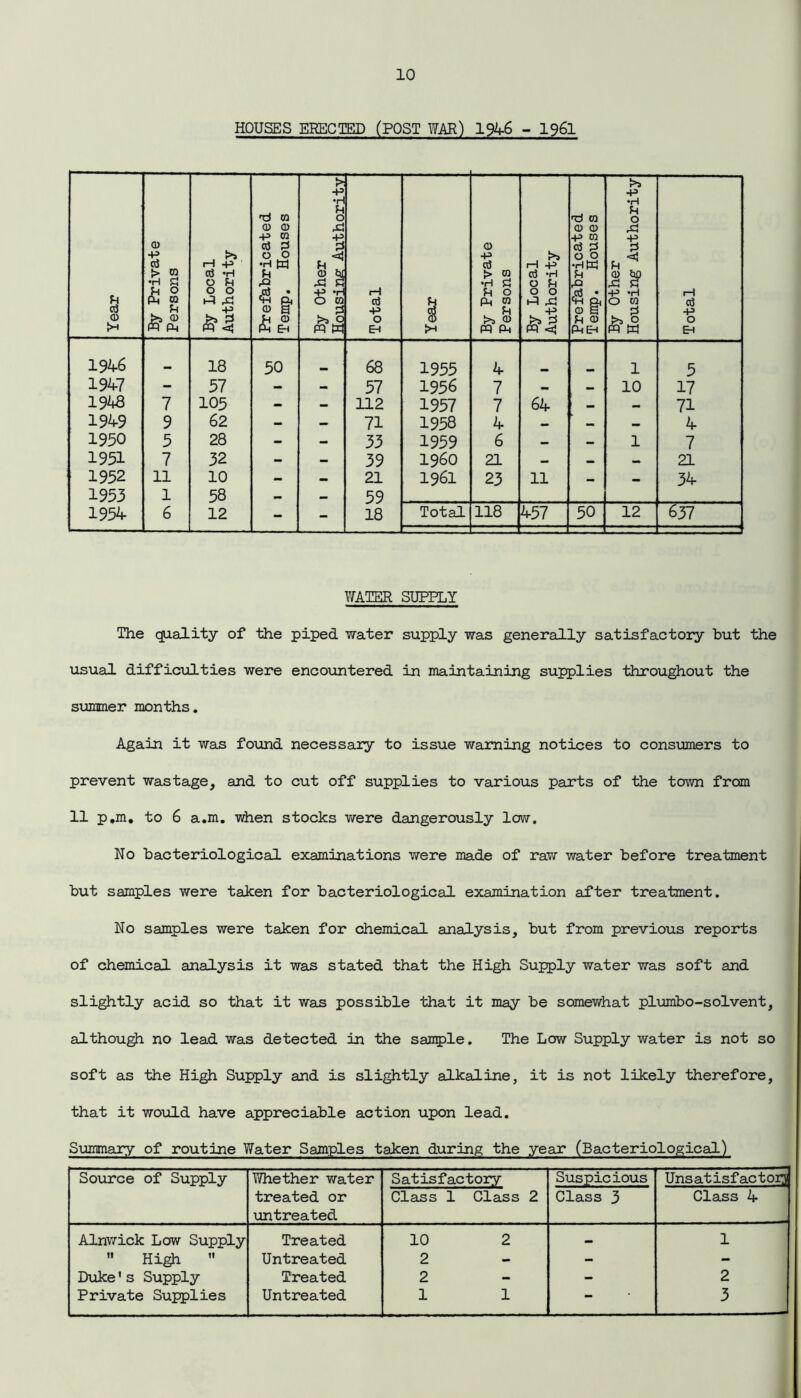 10
HOUSES ERECTED (POST WAR) 1946 - 1961
Year | By Private Persons | By Local Authority | Prefabricated Temp. Houses | By Other Housing Authority | Total | Year | By Private Persons | By Local Authority | Prefabricated Temp. Houses | By Other Housing Authority | Total
1946 | - | 18 | 50 | - | 68 | 1955 | 4 | - | - | 1 | 5
1947 | - | 57 | - | - | 57 | 1956 | 7 | - | - | 10 | 17
1948 | 7 | 105 | - | - | 112 | 1957 | 7 | 64 | - | - | 71
1949 | 9 | 62 | - | - | 71 | 1958 | 4 | - | - | - | 4
1950 | 5 | 28 | - | - | 33 | 1959 | 6 | - | - | 1 | 7
1951 | 7 | 32 | - | - | 39 | 1960 | 21 | - | - | - | 21
1952 | 11 | 10 | - | - | 21 | 1961 | 23 | 11 | - | - | 34
1953 | 1 | 58 | - | - | 59
1954 | 6 | 12 | - | - | 18 | Total | 118 | 457 | 50 | 12 | 637
WATER SUPPLY
The quality of the piped water supply was generally satisfactory but the
usual difficulties were encountered in maintaining supplies throughout the
summer months.
Again it was found necessary to issue warning notices to consumers to
prevent wastage, and to cut off supplies to various parts of the town from
11 p.m. to 6 a.m. when stocks were dangerously low.
No bacteriological examinations were made of raw water before treatment
but samples were taken for bacteriological examination after treatment.
No samples were taken for chemical analysis, but from previous reports
of chemical analysis it was stated that the High Supply water was soft and
slightly acid so that it was possible that it may be somewhat plumbo-solvent,
although no lead was detected in the sample. The Low Supply water is not so
soft as the High Supply and is slightly alkaline, it is not likely therefore,
that it would have appreciable action upon lead.
Summary of routine Water Samples taken during the year (Bacteriological)
Source of Supply | Whether water treated or untreated | Satisfactory Class 1 Class 2 | Suspicious Class 3 | Unsatisfactory Class 4
Alnwick Low Supply | Treated | 10 2 | - | 1
" High " | Untreated | 2 - | - | -
Duke's Supply | Treated | 2 - | - | 2
Private Supplies | Untreated | 1 1 | - | 3